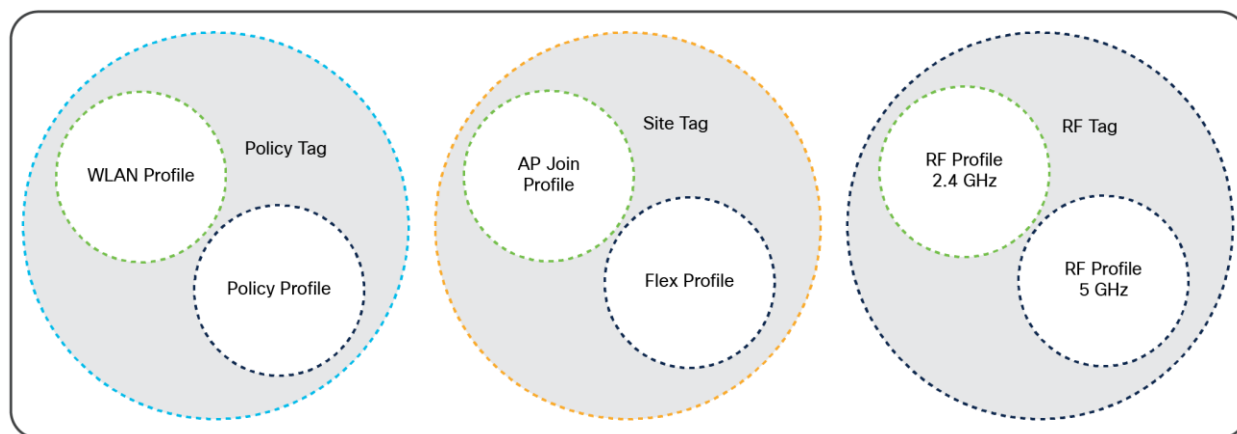 Policy Tag
WLAN Profile
Policy Profile
Site Tag
AP Join
Profile
Flex Profile
RF Tag
RF Profile
2.4 GHz
RF Profile
5 GHz